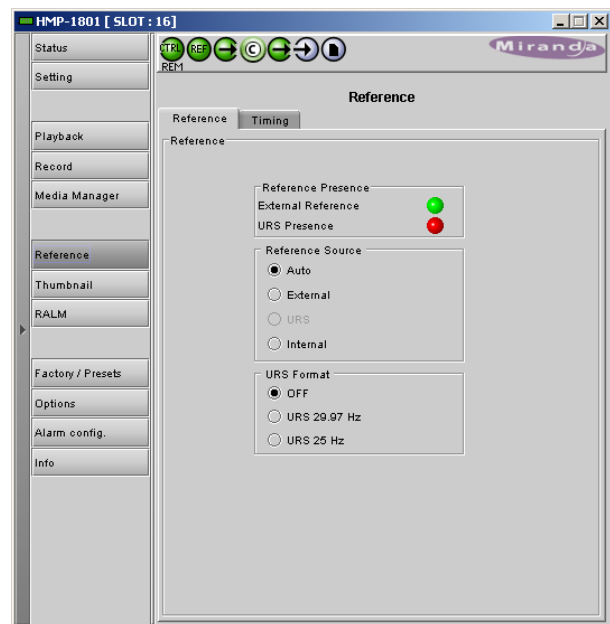 HMP-1801 [ SLOT : 16]
Status
Setting
Playback
Record
Media Manager
Reference
Thumbnail
RALM
Factory / Presets
Options
Alarm config.
Info
CTRL
REF
C
REM
Miranda
Reference
Reference
Timing
Reference
Reference Presence
External Reference
URS Presence
Reference Source
Auto
External
URS
Internal
URS Format
OFF
URS 29.97 Hz
URS 25 Hz